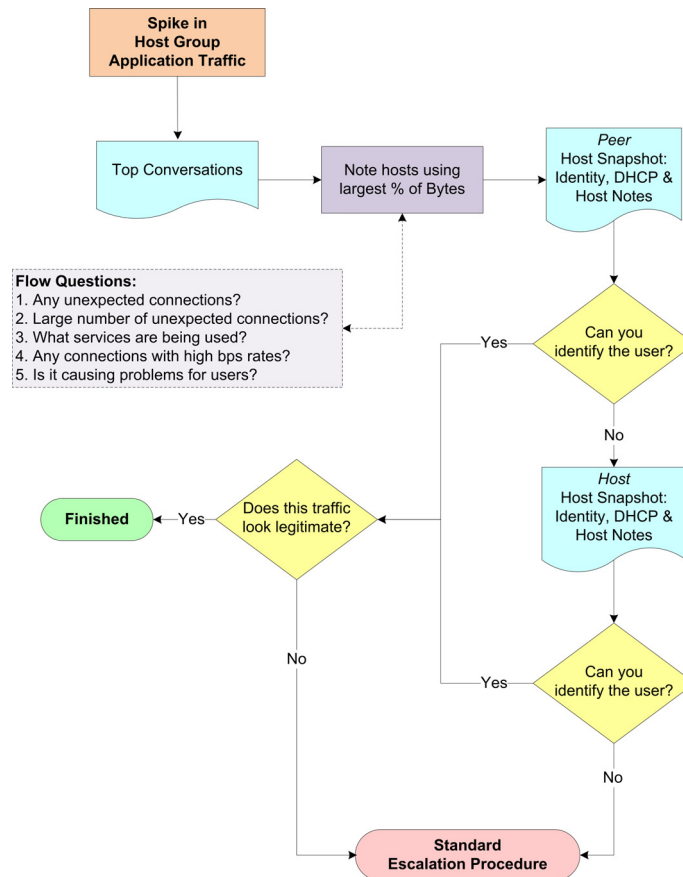 Spike in
Host Group
Application Traffic
Top Conversations
Note hosts using
largest % of Bytes
Peer
Host Snapshot:
Identity, DHCP &
Host Notes
Flow Questions:
1. Any unexpected connections?
2. Large number of unexpected connections?
3. What services are being used?
4. Any connections with high bps rates?
5. Is it causing problems for users?
Yes
Can you
identify the user?
No
Host
Host Snapshot:
Identity, DHCP &
Host Notes
Finished
Yes
Does this traffic
look legitimate?
No
Yes
Can you
identify the user?
No
Standard
Escalation Procedure